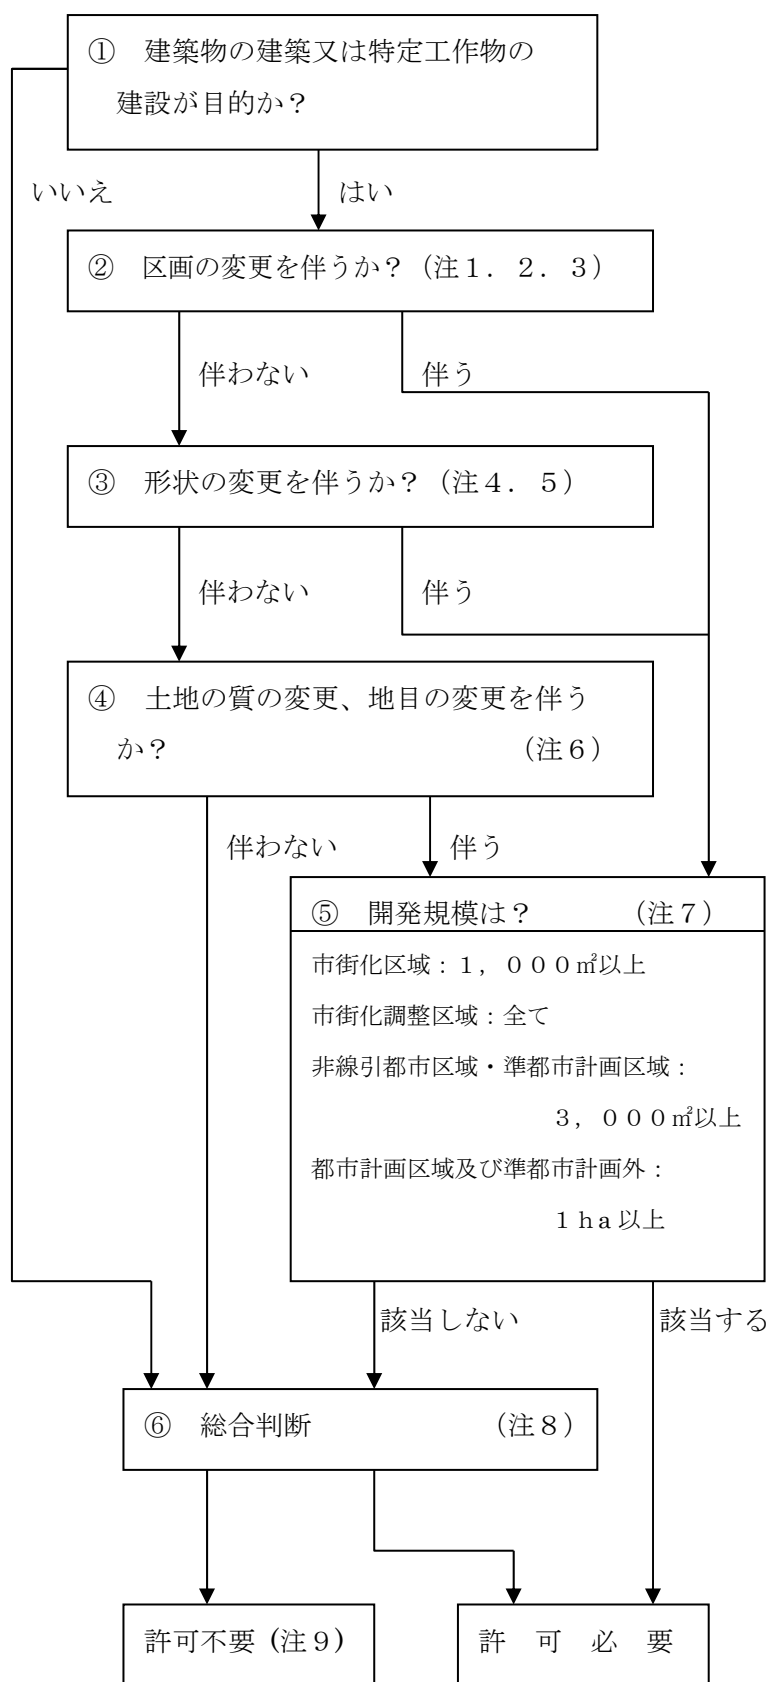 ① 建築物の建築又は特定工作物の
建設が目的か?
いいえ
はい
② 区画の変更を伴うか?(注1.2.3)
伴わない
伴う
③ 形状の変更を伴うか?(注4.5)
伴わない
伴う
④ 土地の質の変更、地目の変更を伴う
か? (注6)
伴わない
伴う
⑤ 開発規模は? (注7)
市街化区域:1,000㎡以上
市街化調整区域:全て
非線引都市区域・準都市計画区域:
3,000㎡以上
都市計画区域及び準都市計画外:
1ha以上
該当しない
該当する
⑥ 総合判断 (注8)
許可不要(注9)
許 可 必 要